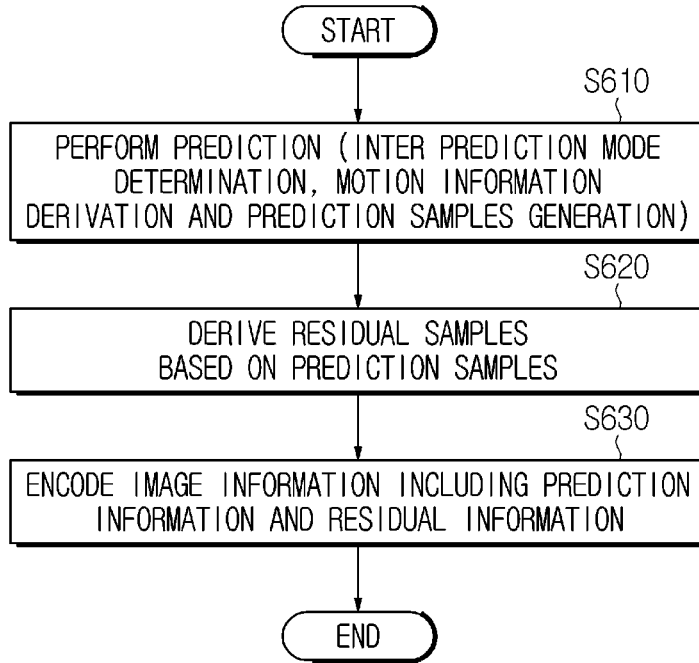 START
S610
PERFORM PREDICTION (INTER PREDICTION MODE
DETERMINATION, MOTION INFORMATION
DERIVATION AND PREDICTION SAMPLES GENERATION)
S620
DERIVE RESIDUAL SAMPLES
BASED ON PREDICTION SAMPLES
S630
ENCODE IMAGE INFORMATION INCLUDING PREDICTION
INFORMATION AND RESIDUAL INFORMATION
END